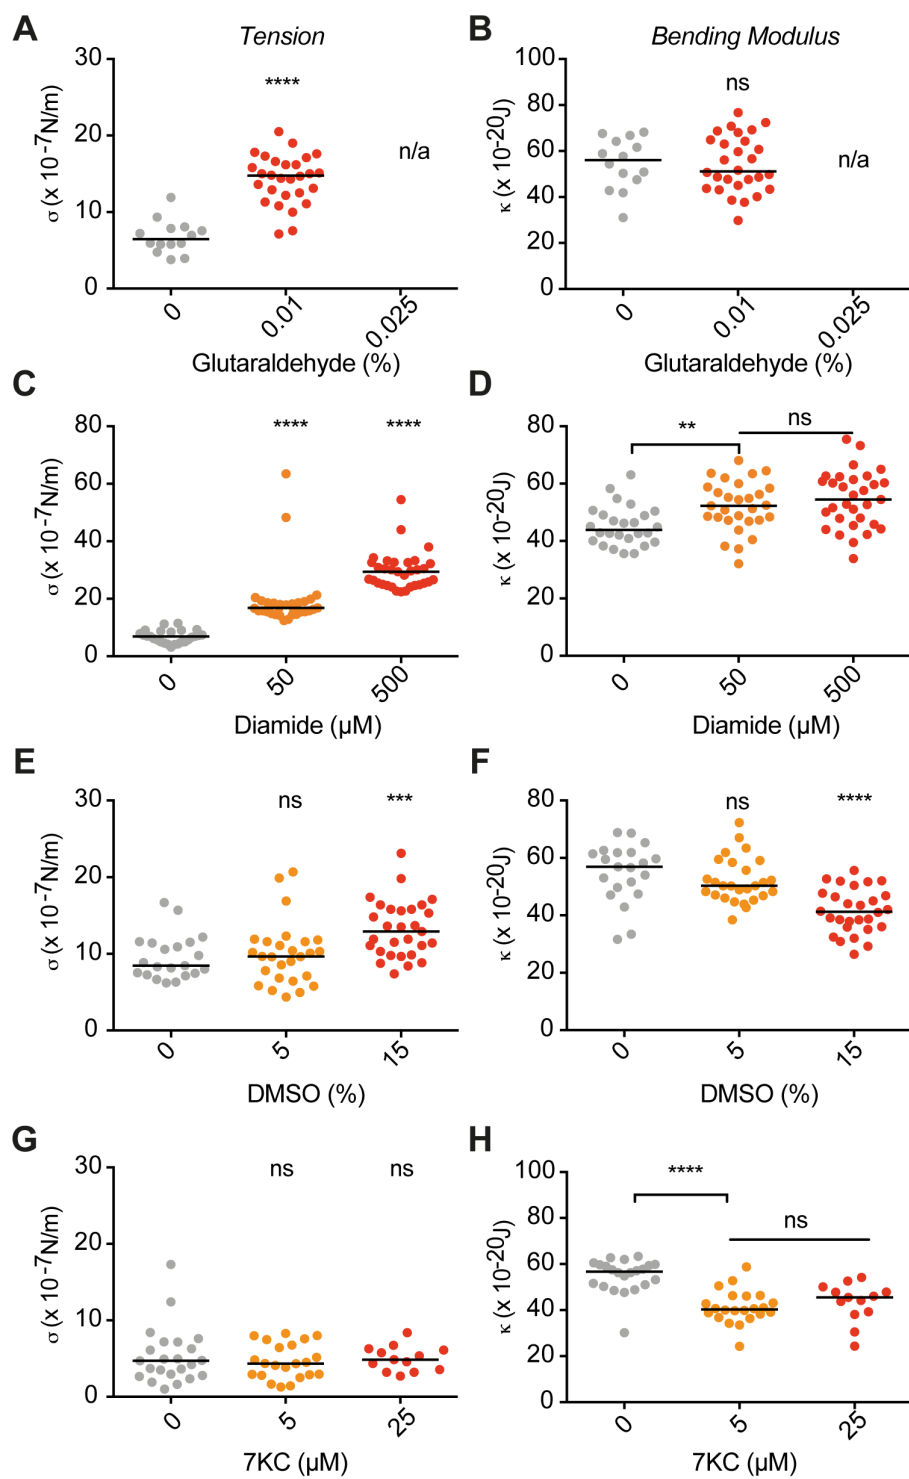 A Tension
B Bending Modulus
σ (x 10⁻⁷N/m)
30
20
10
0
****
n/a
0 0.01 0.025
Glutaraldehyde (%)
κ (x 10⁻²⁰J)
100
80
60
40
20
0
ns
n/a
0 0.01 0.025
Glutaraldehyde (%)
C
σ (x 10⁻⁷N/m)
80
60
40
20
0
**** ****
0 50 500
Diamide (µM)
D
κ (x 10⁻²⁰J)
80
60
40
20
0
** ns
0 50 500
Diamide (µM)
E
σ (x 10⁻⁷N/m)
30
20
10
0
ns ***
0 5 15
DMSO (%)
F
κ (x 10⁻²⁰J)
80
60
40
20
0
ns ****
0 5 15
DMSO (%)
G
σ (x 10⁻⁷N/m)
30
20
10
0
ns ns
0 5 25
7KC (µM)
H
κ (x 10⁻²⁰J)
100
80
60
40
20
0
**** ns
0 5 25
7KC (µM)